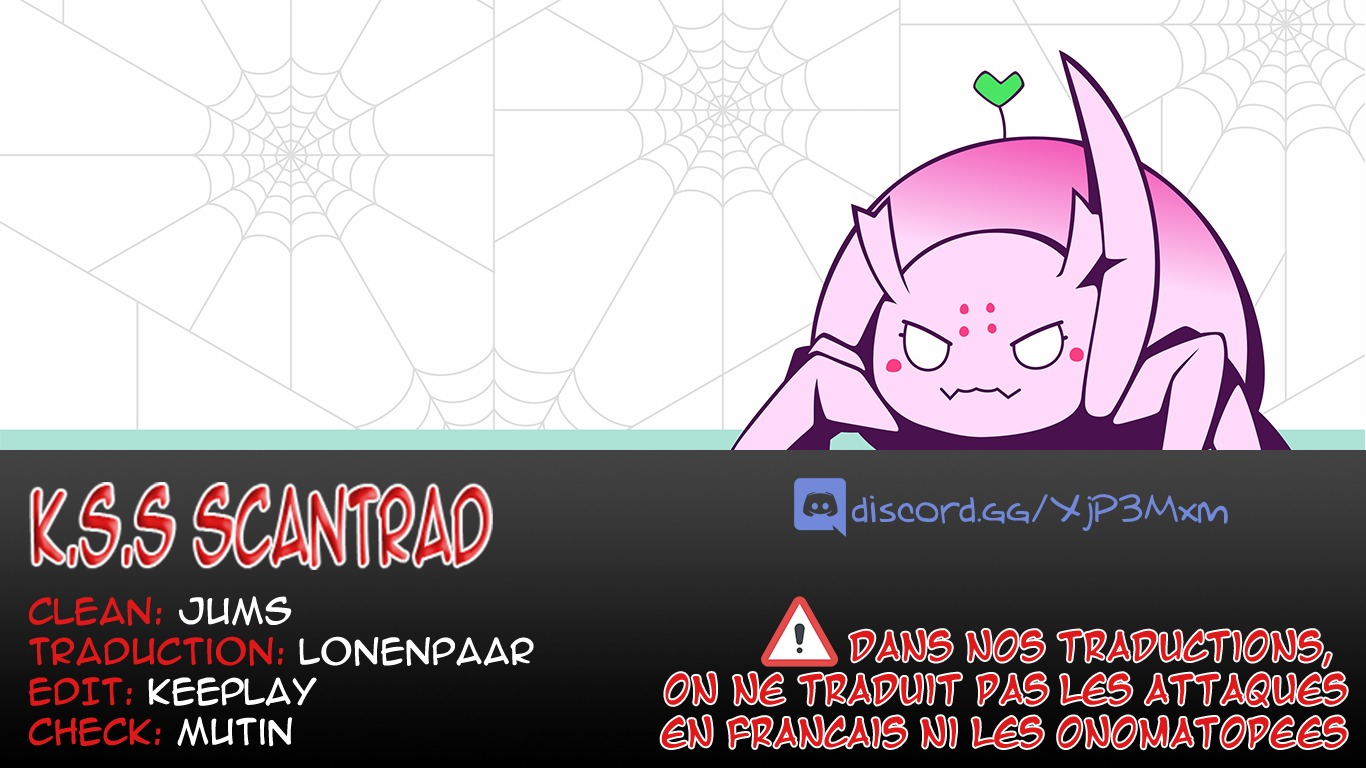 K.S.S SCANTRAD
discord.gg/XjP3Mxm
CLEAN: JUMS
TRADUCTION: LONENPAAR
EDIT: KEEPLAY
CHECK: MUTIN
! DANS NOS TRADUCTIONS,
ON NE TRADUIT PAS LES ATTAQUES
EN FRANCAIS NI LES ONOMATOPEES